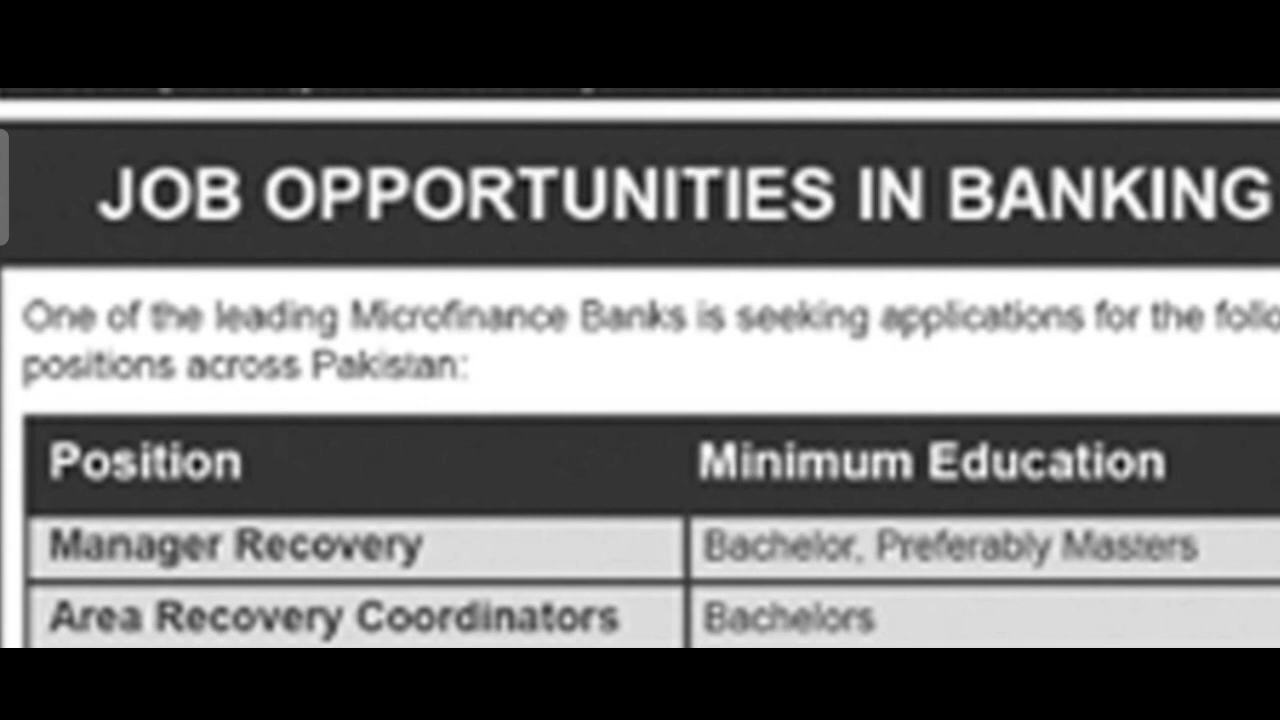 JOB OPPORTUNITIES IN BANKING
One of the leading Microfinance Banks is seeking applications for the follo
positions across Pakistan:
Position Minimum Education
Manager Recovery Bachelor, Preferably Masters
Area Recovery Coordinators Bachelors